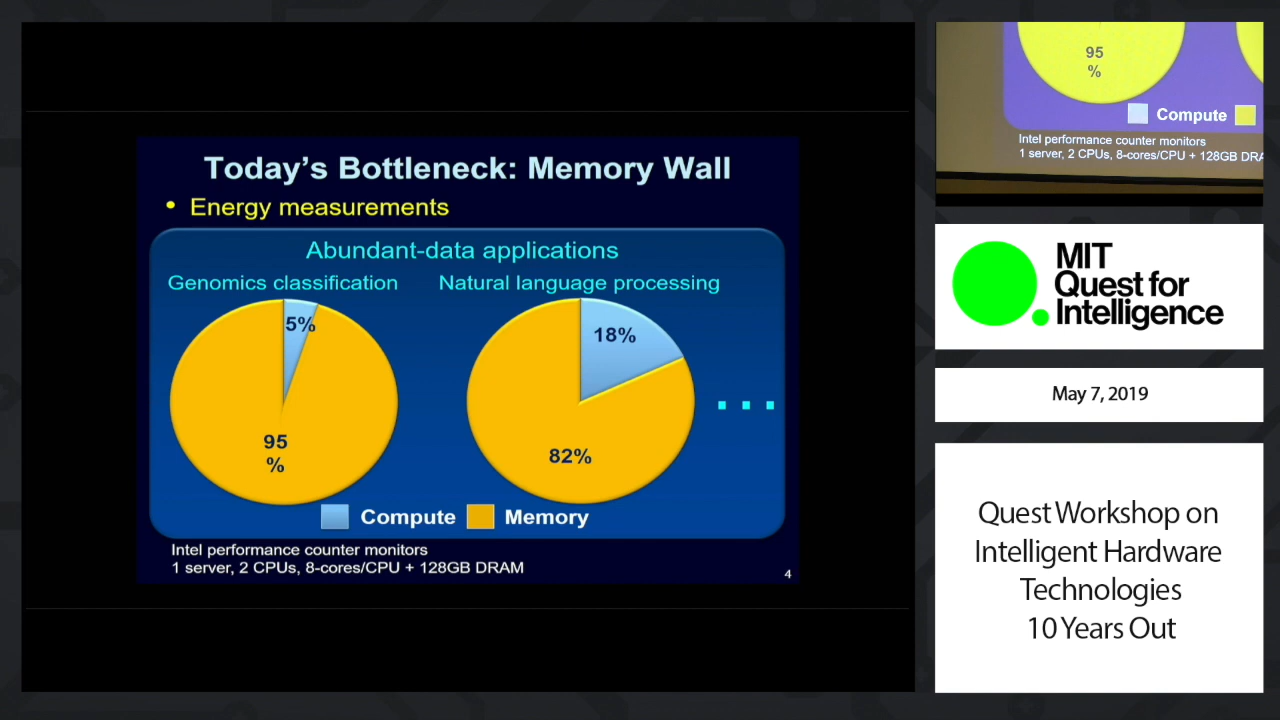 Today's Bottleneck: Memory Wall
• Energy measurements
Abundant-data applications
Genomics classification
Natural language processing
5%
95
%
18%
82%
...
Compute
Memory
Intel performance counter monitors
1 server, 2 CPUs, 8-cores/CPU + 128GB DRAM
4
95
%
Compute
Intel performance counter monitors
1 server, 2 CPUs, 8-cores/CPU + 128GB DRA
MIT
Quest for
Intelligence
May 7, 2019
Quest Workshop on
Intelligent Hardware
Technologies
10 Years Out